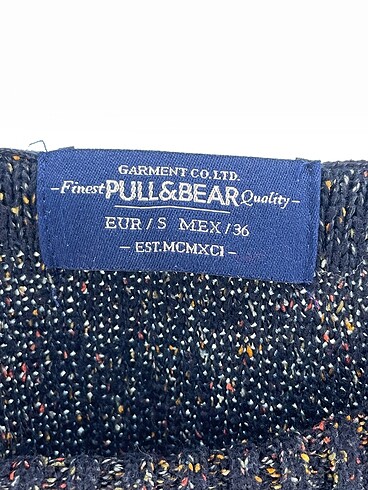 GARMENT CO.LTD.
-Finest PULL&BEAR Quality-
EUR/S MEX/36
- EST.MCMXCI -